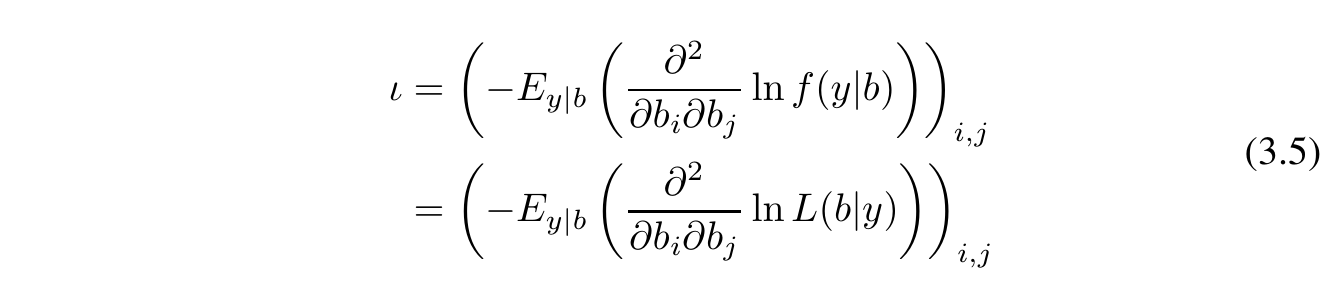 ι = ( −E_{y|b} ( ∂² / ∂b_i∂b_j ln f(y|b) ) )_{i,j}
(3.5)
= ( −E_{y|b} ( ∂² / ∂b_i∂b_j ln L(b|y) ) )_{i,j}